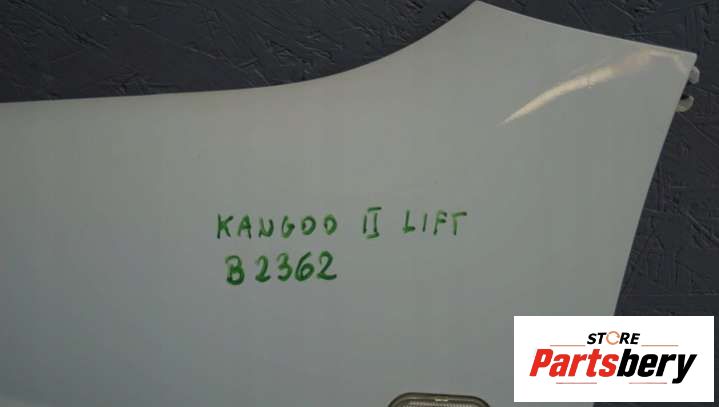 KANGOO II LIFT
B2362
STORE
Partsbery